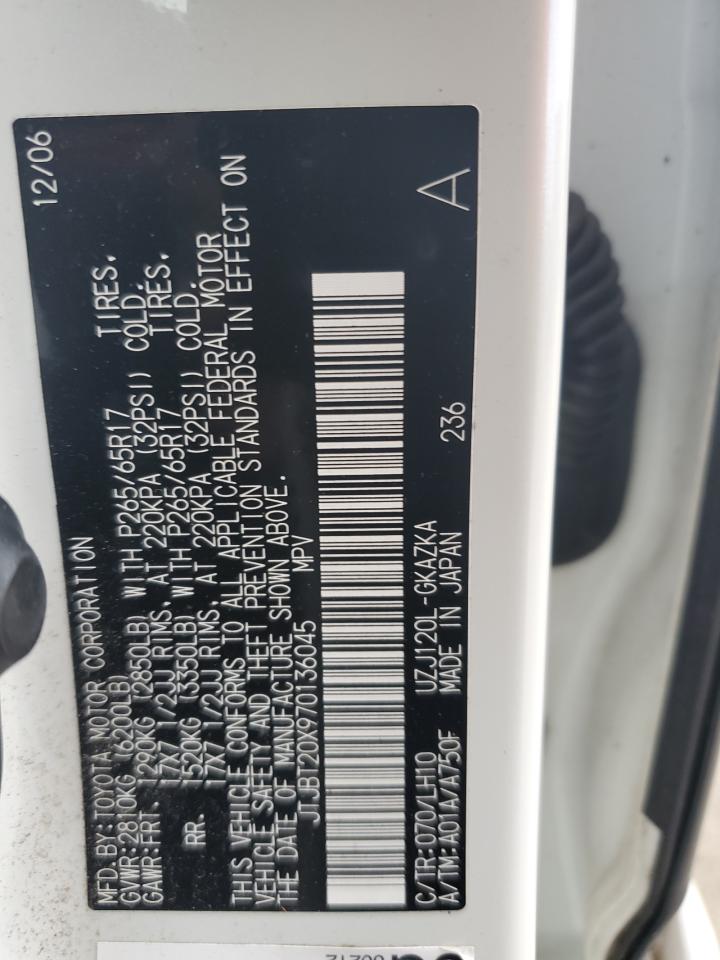 MFD. BY: TOYOTA MOTOR CORPORATION 12/06
GVWR: 2810KG (6200LB)
GAWR: FRT. 1290KG (2850LB) WITH P265/65R17 TIRES.
17X7 1/2JJ RIMS, AT 220KPA (32PSI) COLD.
RR. 1520KG (3350LB) WITH P265/65R17 TIRES.
17X7 1/2JJ RIMS, AT 220KPA (32PSI) COLD.
THIS VEHICLE CONFORMS TO ALL APPLICABLE FEDERAL MOTOR
VEHICLE SAFETY AND THEFT PREVENTION STANDARDS IN EFFECT ON
THE DATE OF MANUFACTURE SHOWN ABOVE.
JTJBT20X970136045 MPV
C/TR: 070/LH10 UZJ120L-GKAZKA
A/TM: A01A/A750F MADE IN JAPAN 236 A